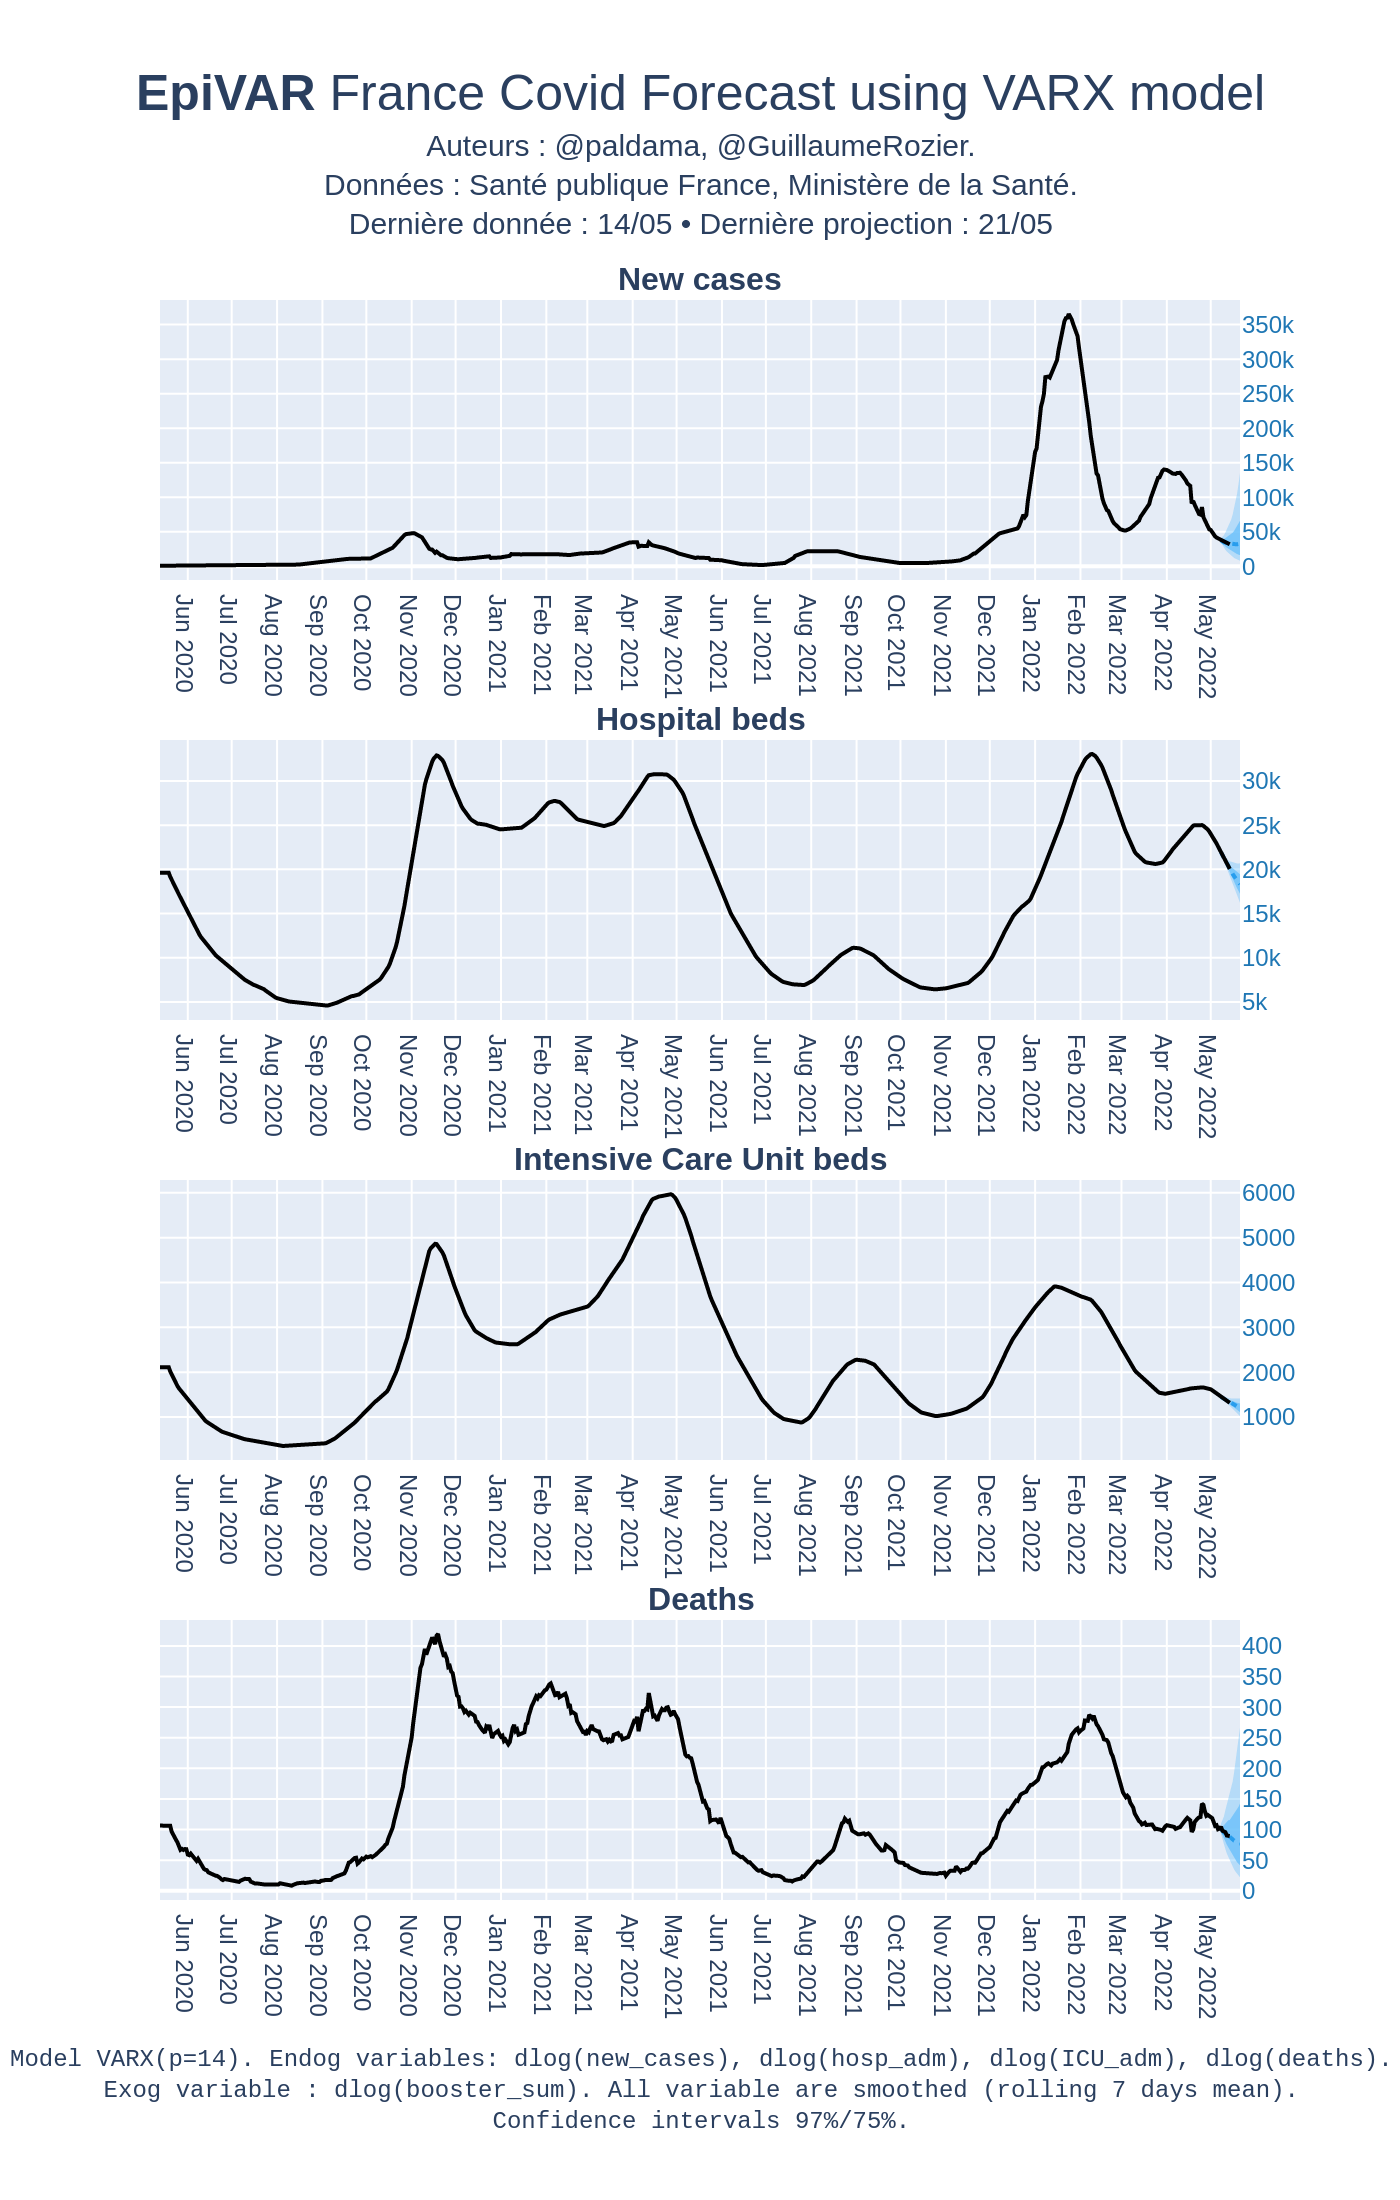 EpiVAR France Covid Forecast using VARX model
Auteurs : @paldama, @GuillaumeRozier.
Données : Santé publique France, Ministère de la Santé.
Dernière donnée : 14/05 • Dernière projection : 21/05
New cases
350k
300k
250k
200k
150k
100k
50k
0
Jun 2020
Jul 2020
Aug 2020
Sep 2020
Oct 2020
Nov 2020
Dec 2020
Jan 2021
Feb 2021
Mar 2021
Apr 2021
May 2021
Jun 2021
Jul 2021
Aug 2021
Sep 2021
Oct 2021
Nov 2021
Dec 2021
Jan 2022
Feb 2022
Mar 2022
Apr 2022
May 2022
Hospital beds
30k
25k
20k
15k
10k
5k
Jun 2020
Jul 2020
Aug 2020
Sep 2020
Oct 2020
Nov 2020
Dec 2020
Jan 2021
Feb 2021
Mar 2021
Apr 2021
May 2021
Jun 2021
Jul 2021
Aug 2021
Sep 2021
Oct 2021
Nov 2021
Dec 2021
Jan 2022
Feb 2022
Mar 2022
Apr 2022
May 2022
Intensive Care Unit beds
6000
5000
4000
3000
2000
1000
Jun 2020
Jul 2020
Aug 2020
Sep 2020
Oct 2020
Nov 2020
Dec 2020
Jan 2021
Feb 2021
Mar 2021
Apr 2021
May 2021
Jun 2021
Jul 2021
Aug 2021
Sep 2021
Oct 2021
Nov 2021
Dec 2021
Jan 2022
Feb 2022
Mar 2022
Apr 2022
May 2022
Deaths
400
350
300
250
200
150
100
50
0
Jun 2020
Jul 2020
Aug 2020
Sep 2020
Oct 2020
Nov 2020
Dec 2020
Jan 2021
Feb 2021
Mar 2021
Apr 2021
May 2021
Jun 2021
Jul 2021
Aug 2021
Sep 2021
Oct 2021
Nov 2021
Dec 2021
Jan 2022
Feb 2022
Mar 2022
Apr 2022
May 2022
Model VARX(p=14). Endog variables: dlog(new_cases), dlog(hosp_adm), dlog(ICU_adm), dlog(deaths).
Exog variable : dlog(booster_sum). All variable are smoothed (rolling 7 days mean).
Confidence intervals 97%/75%.